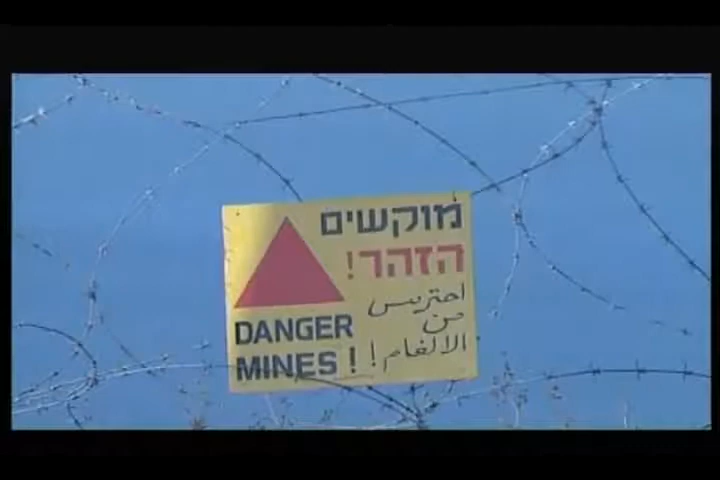 מוקשים
הזהר!
DANGER
MINES!
احترس
من
الالغام!